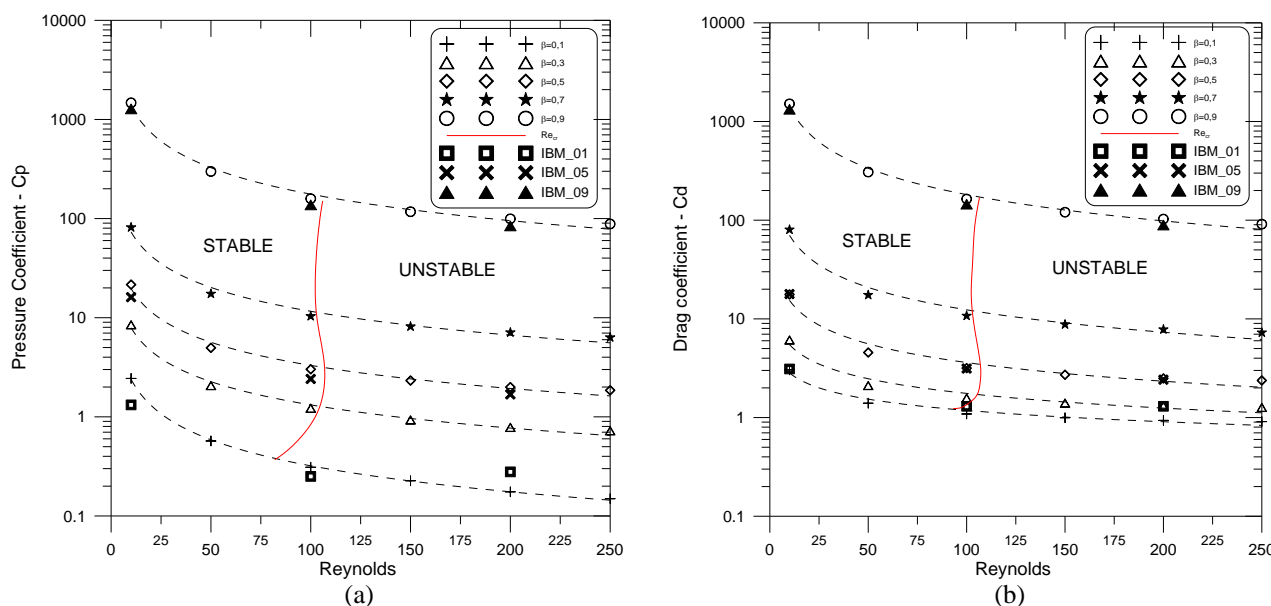 10000
1000
100
10
1
0.1
Pressure Coefficient - Cp
β=0,1
β=0,3
β=0,5
β=0,7
β=0,9
Re_cr
IBM_01
IBM_05
IBM_09
STABLE
UNSTABLE
0 25 50 75 100 125 150 175 200 225 250
Reynolds
(a)
10000
1000
100
10
1
0.1
Drag coefficient - Cd
β=0,1
β=0,3
β=0,5
β=0,7
β=0,9
Re_cr
IBM_01
IBM_05
IBM_09
STABLE
UNSTABLE
0 25 50 75 100 125 150 175 200 225 250
Reynolds
(b)